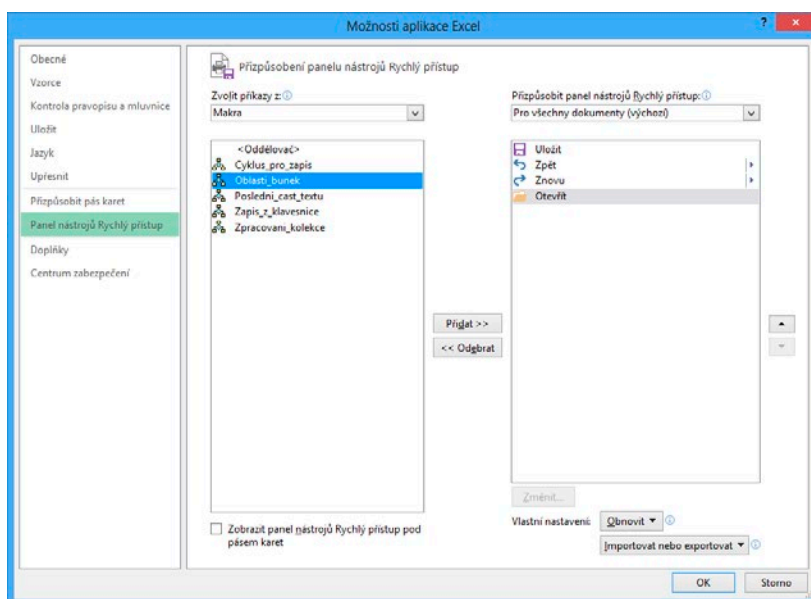 Možnosti aplikace Excel
?
Obecné
Vzorce
Kontrola pravopisu a mluvnice
Uložit
Jazyk
Upřesnit
Přizpůsobit pás karet
Panel nástrojů Rychlý přístup
Doplňky
Centrum zabezpečení
Přizpůsobení panelu nástrojů Rychlý přístup
Zvolit příkazy z:
Makra
<Oddělovač>
Cyklus_pro_zapis
Oblasti_bunek
Posledni_cast_textu
Zapis_z_klavesnice
Zpracovani_kolekce
Zobrazit panel nástrojů Rychlý přístup pod
pásem karet
Přidat >>
<< Odebrat
Přizpůsobit panel nástrojů Rychlý přístup:
Pro všechny dokumenty (výchozí)
Uložit
Zpět
Znovu
Otevřít
Změnit...
Vlastní nastavení:
Obnovit
Importovat nebo exportovat
OK
Storno